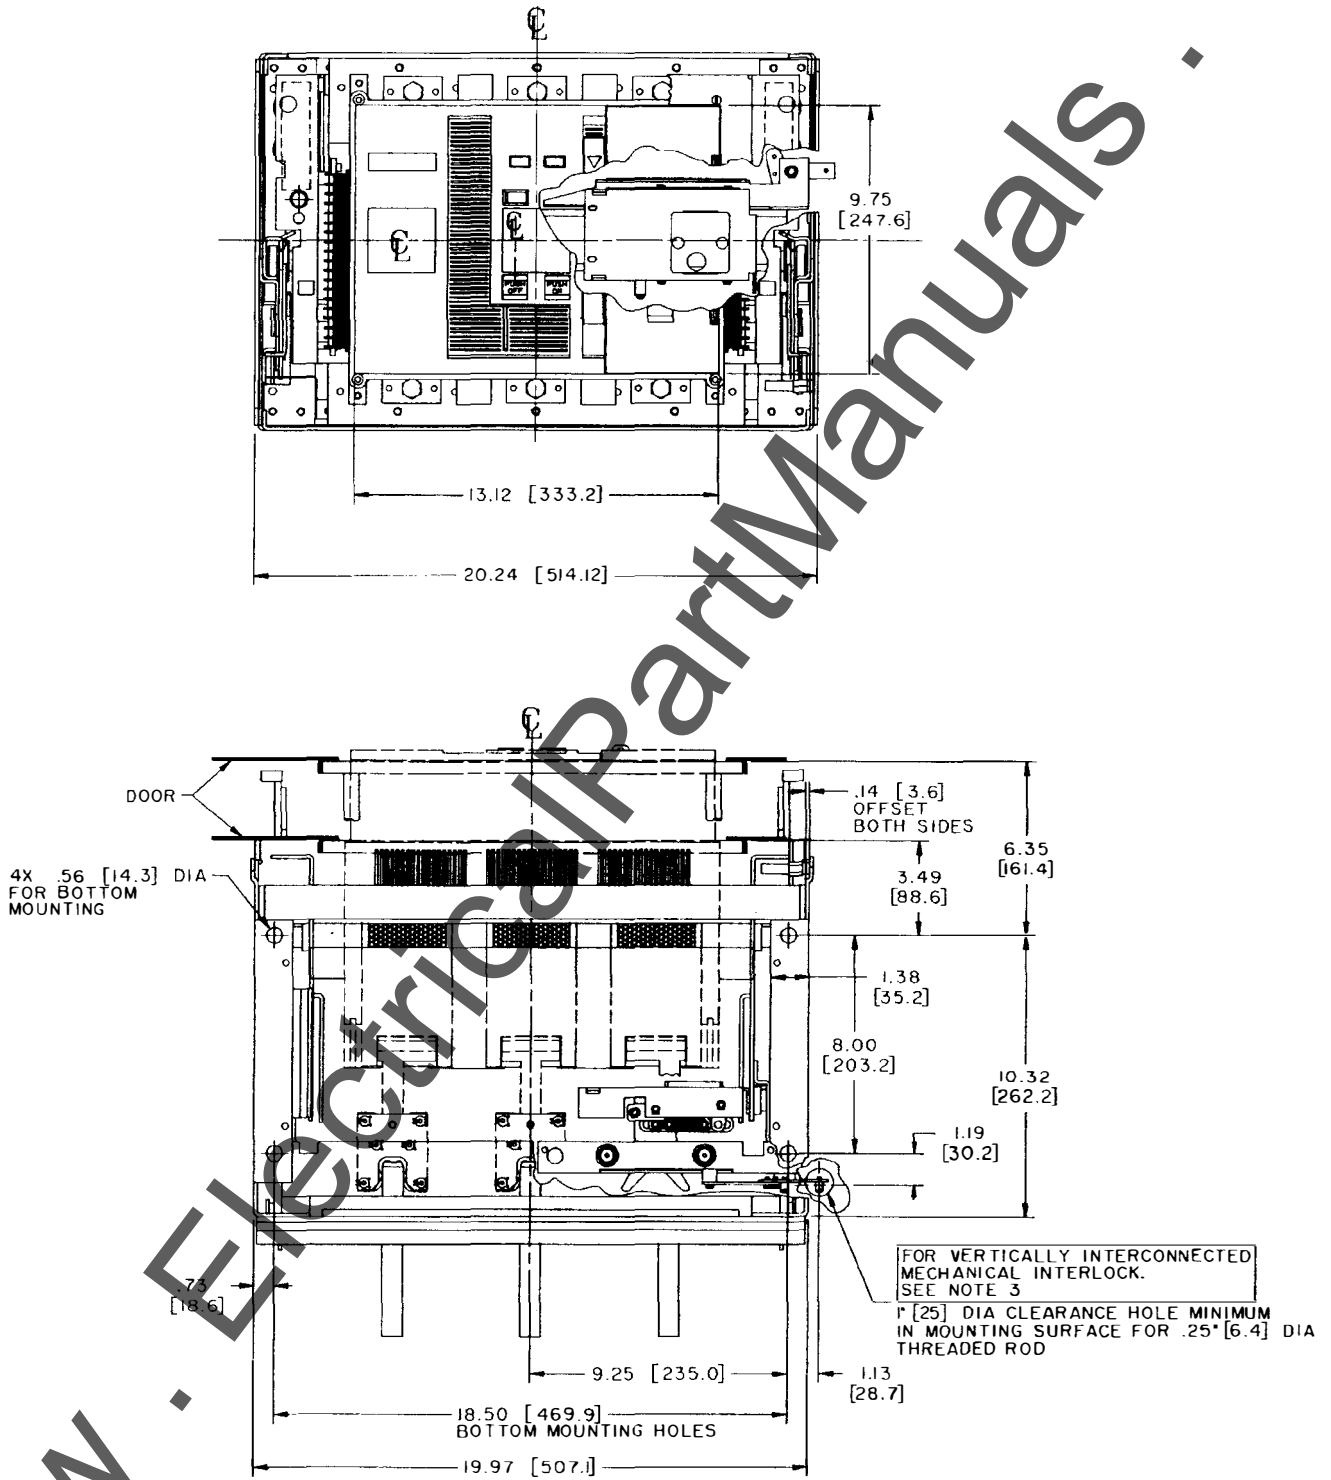 CL
9.75
[247.6]
CL
CL
PUSH
OFF
PUSH
ON
13.12 [333.2]
20.24 [514.12]
CL
DOOR
.14 [3.6]
OFFSET
BOTH SIDES
6.35
[161.4]
4X .56 [14.3] DIA
FOR BOTTOM
MOUNTING
3.49
[88.6]
1.38
[35.2]
8.00
[203.2]
10.32
[262.2]
1.19
[30.2]
FOR VERTICALLY INTERCONNECTED
MECHANICAL INTERLOCK.
SEE NOTE 3
1" [25] DIA CLEARANCE HOLE MINIMUM
IN MOUNTING SURFACE FOR .25" [6.4] DIA
THREADED ROD
.73
[18.6]
9.25 [235.0]
1.13
[28.7]
18.50 [469.9]
BOTTOM MOUNTING HOLES
19.97 [507.1]
w . ElectricalPartManuals .